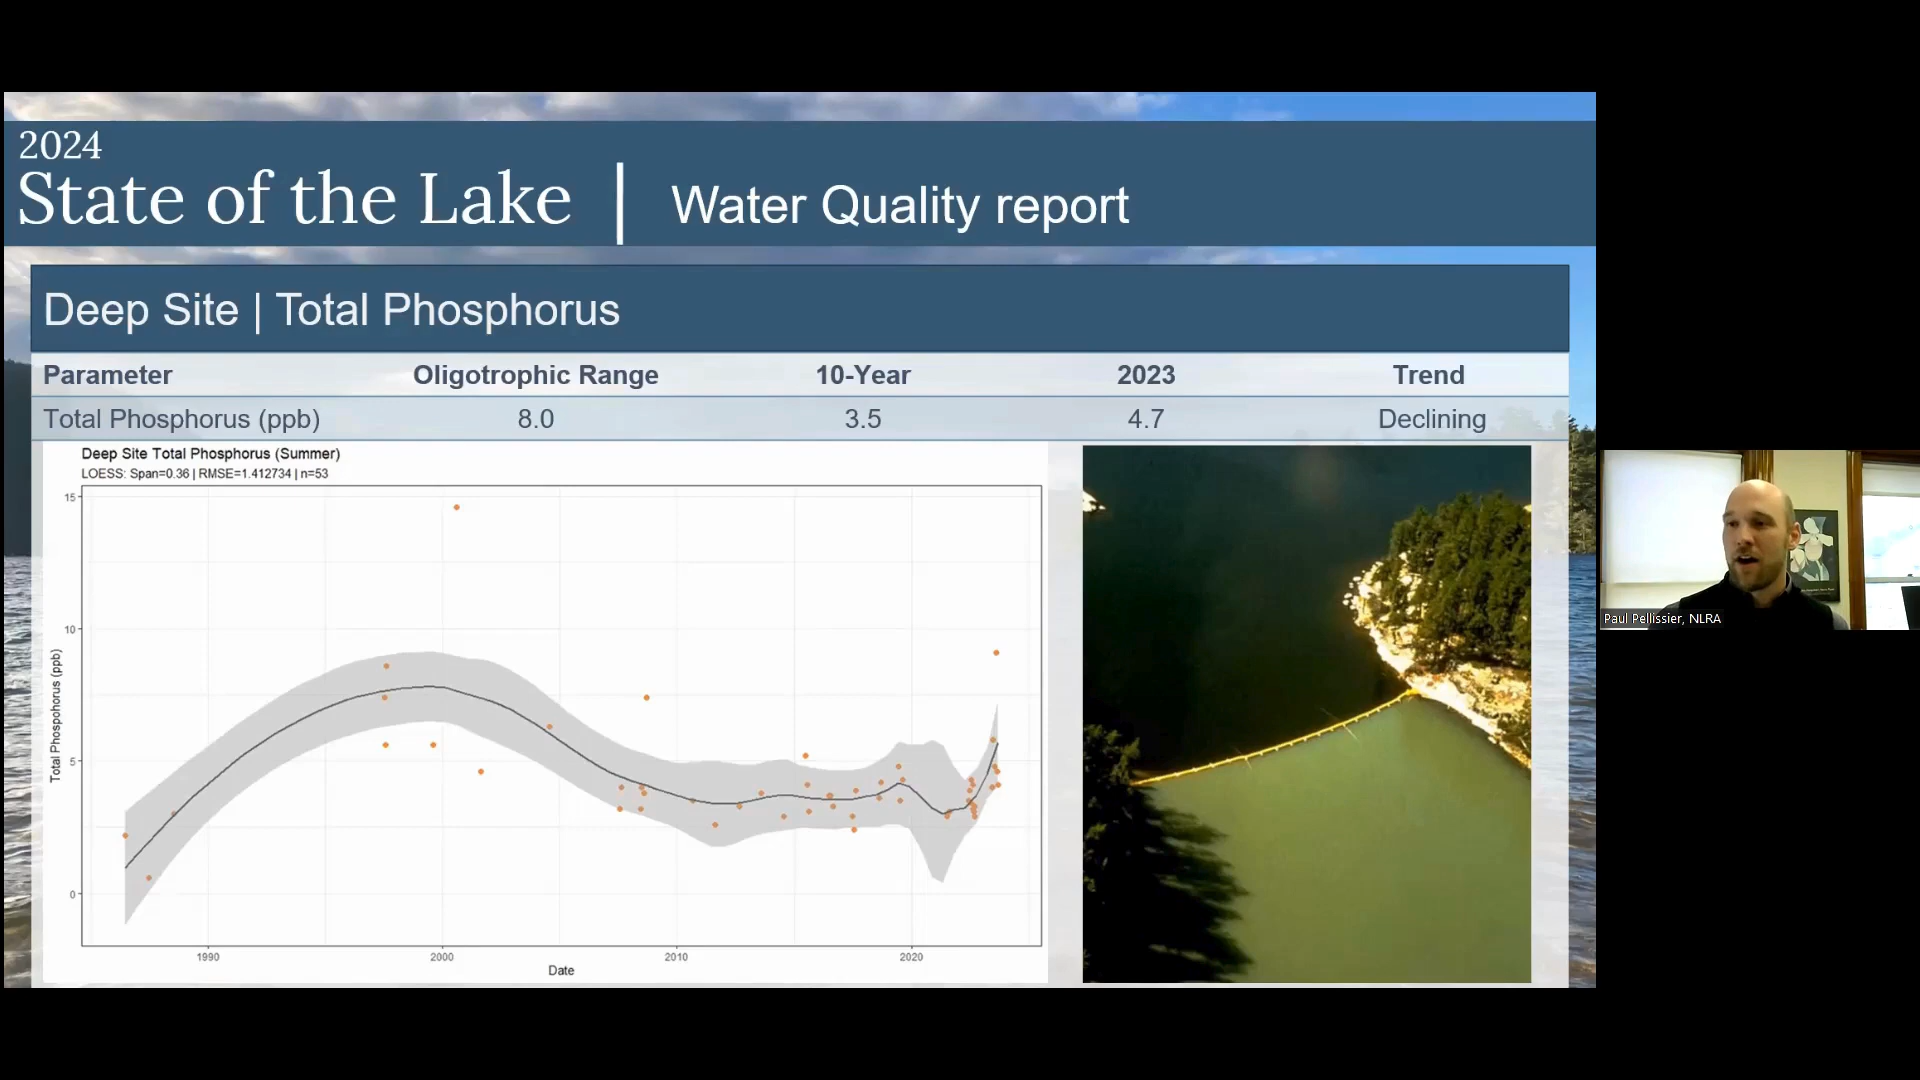 2024
State of the Lake | Water Quality report
Deep Site | Total Phosphorus
Parameter Oligotrophic Range 10-Year 2023 Trend
Total Phosphorus (ppb) 8.0 3.5 4.7 Declining
Deep Site Total Phosphorus (Summer)
LOESS: Span=0.36 | RMSE=1.412734 | n=53
15
10
5
0
Total Phospohorus (ppb)
1990 2000 2010 2020
Date
Paul Pellissier, NLRA